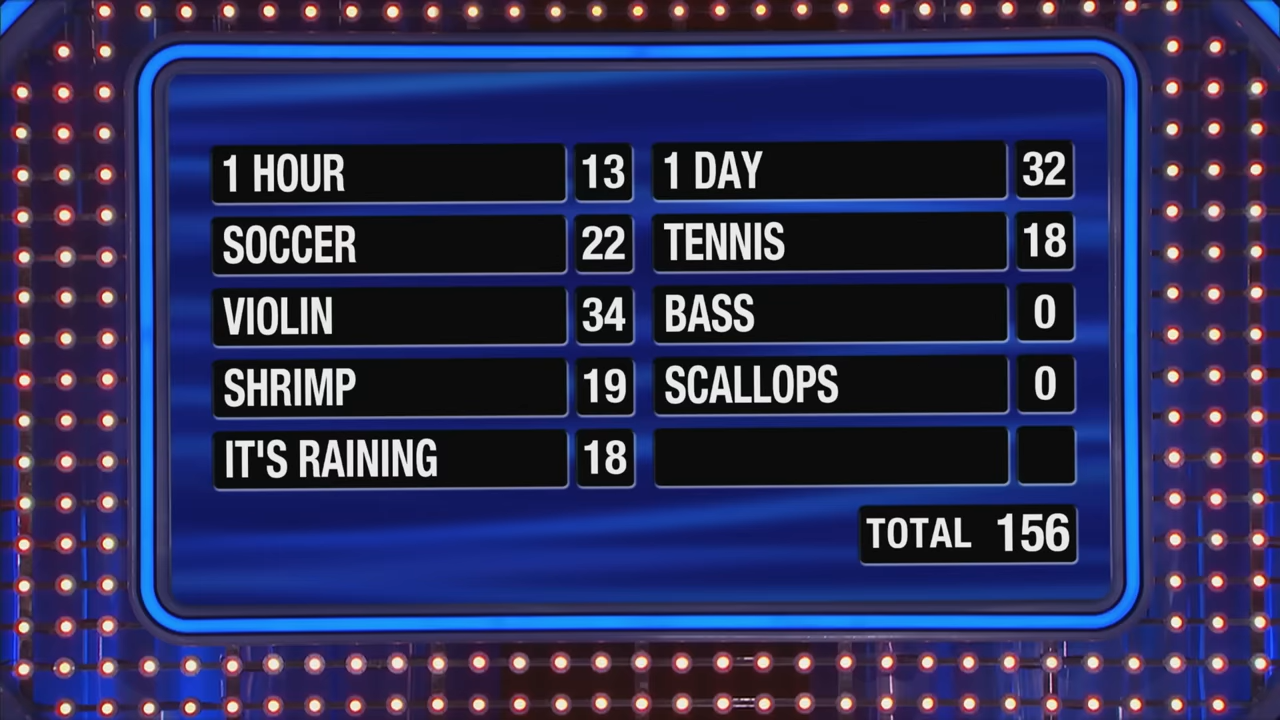 1 HOUR 13 1 DAY 32
SOCCER 22 TENNIS 18
VIOLIN 34 BASS 0
SHRIMP 19 SCALLOPS 0
IT'S RAINING 18
TOTAL 156